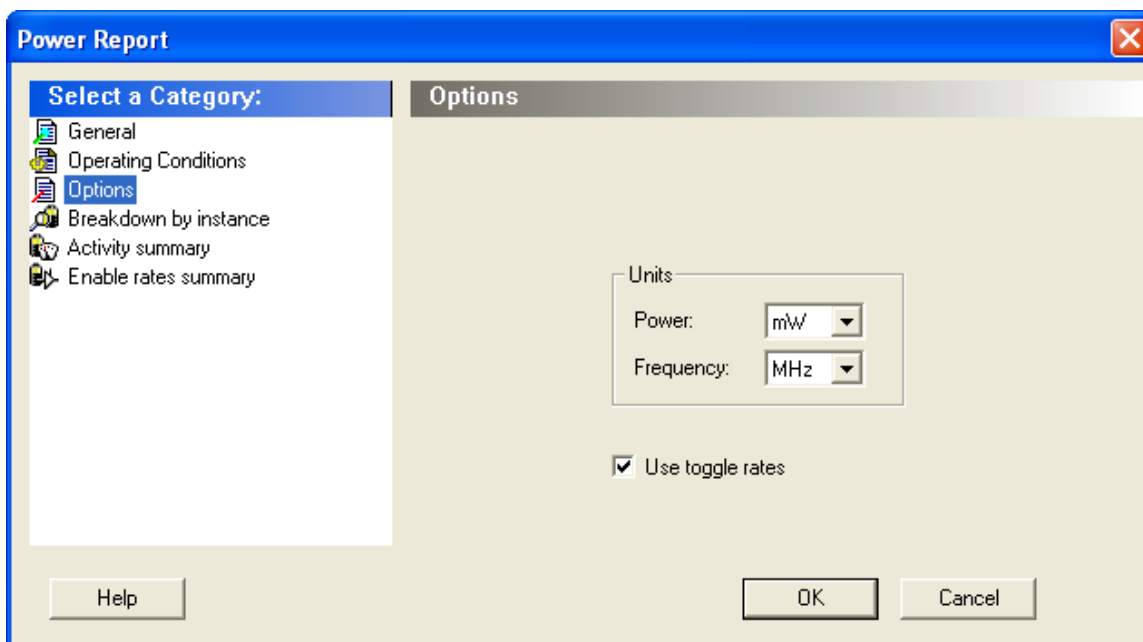 Power Report
Select a Category:
General
Operating Conditions
Options
Breakdown by instance
Activity summary
Enable rates summary
Options
Units
Power: mW
Frequency: MHz
Use toggle rates
Help
OK
Cancel